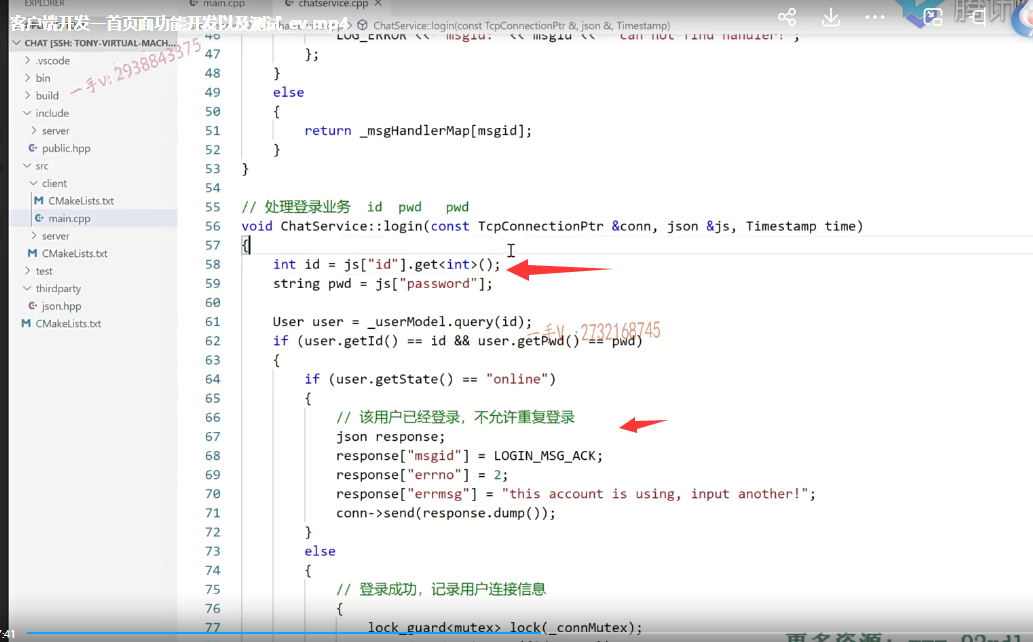 EXPLORER
main.cpp
chatservice.cpp
客户端开发—首页面功能开发以及测试_ev.mp4
ChatService::login(const TcpConnectionPtr &, json &, Timestamp)
CHAT [SSH: TONY-VIRTUAL-MACH...
.vscode
bin
build
include
server
public.hpp
src
client
CMakeLists.txt
main.cpp
server
CMakeLists.txt
test
thirdparty
json.hpp
CMakeLists.txt
一手v: 2938843375
46 LOG_ERROR << "msgid:" << msgid << " can not find handler!";
47 };
48 }
49 else
50 {
51 return _msgHandlerMap[msgid];
52 }
53 }
54
55 // 处理登录业务 id pwd pwd
56 void ChatService::login(const TcpConnectionPtr &conn, json &js, Timestamp time)
57 {
58 int id = js["id"].get<int>();
59 string pwd = js["password"];
60
61 User user = _userModel.query(id);
一手V :2732168745
62 if (user.getId() == id && user.getPwd() == pwd)
63 {
64 if (user.getState() == "online")
65 {
66 // 该用户已经登录，不允许重复登录
67 json response;
68 response["msgid"] = LOGIN_MSG_ACK;
69 response["errno"] = 2;
70 response["errmsg"] = "this account is using, input another!";
71 conn->send(response.dump());
72 }
73 else
74 {
75 // 登录成功，记录用户连接信息
76 {
77 lock_guard<mutex> lock(_connMutex);
7:41